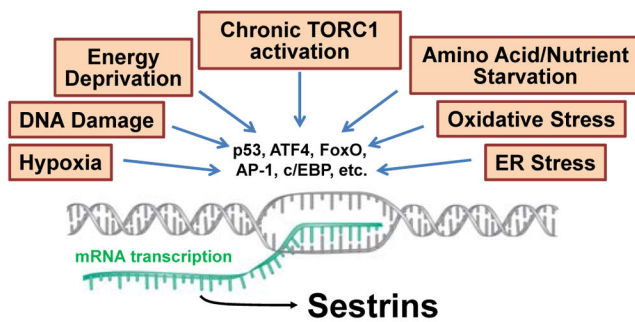 Chronic TORC1
activation
Energy
Deprivation
Amino Acid/Nutrient
Starvation
DNA Damage
Oxidative Stress
Hypoxia
ER Stress
p53, ATF4, FoxO,
AP-1, c/EBP, etc.
mRNA transcription
Sestrins